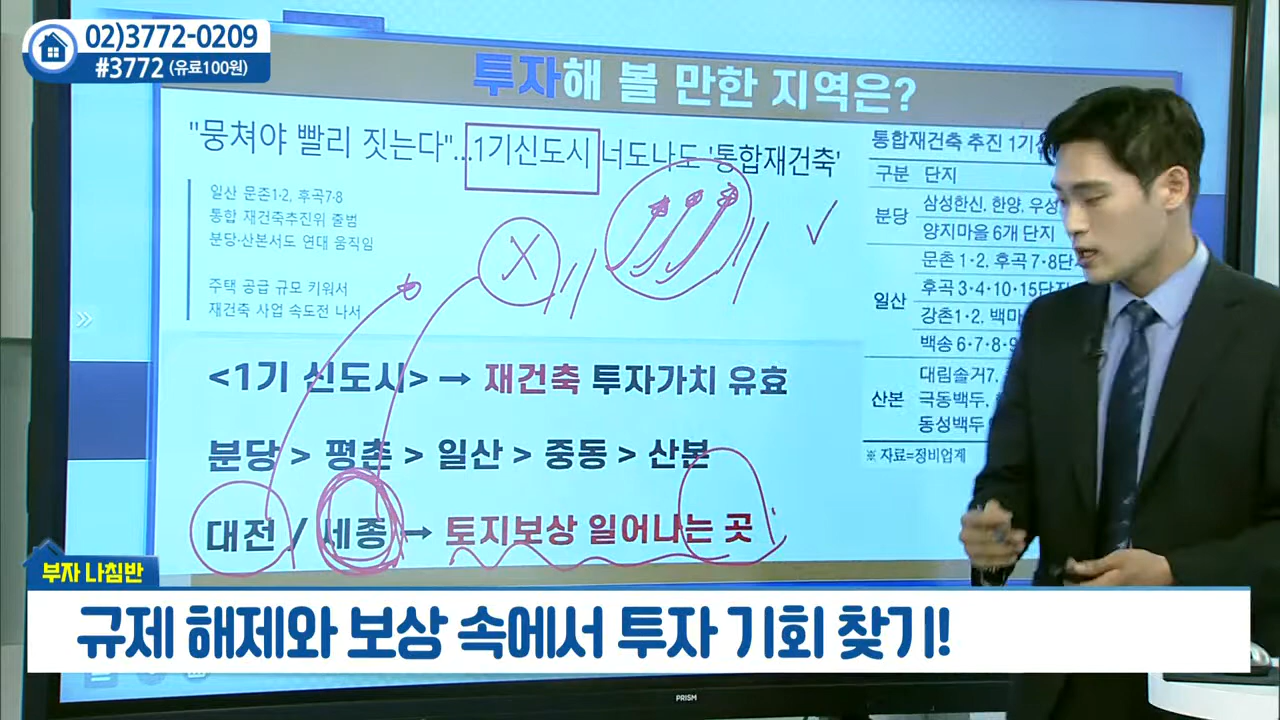 02)3772-0209
#3772 (유료100원)
투자해 볼 만한 지역은?
"뭉쳐야 빨리 짓는다"...1기신도시 너도나도 '통합재건축'
일산 문촌1·2, 후곡7·8
통합 재건축추진위 출범
분당·산본서도 연대 움직임
주택 공급 규모 키워서
재건축 사업 속도전 나서
<1기 신도시> → 재건축 투자가치 유효
분당 > 평촌 > 일산 > 중동 > 산본
대전 / 세종 → 토지보상 일어나는 곳
통합재건축 추진 1기
구분 단지
분당 삼성한신, 한양, 우성
양지마을 6개 단지
일산 문촌 1·2, 후곡 7·8단
후곡 3·4·10·15단지
강촌1·2, 백마
백송 6·7·8·9
산본 대림솔거7,
극동백두,
동성백두
※ 자료=정비업계
부자 나침반
규제 해제와 보상 속에서 투자 기회 찾기!
PRISM